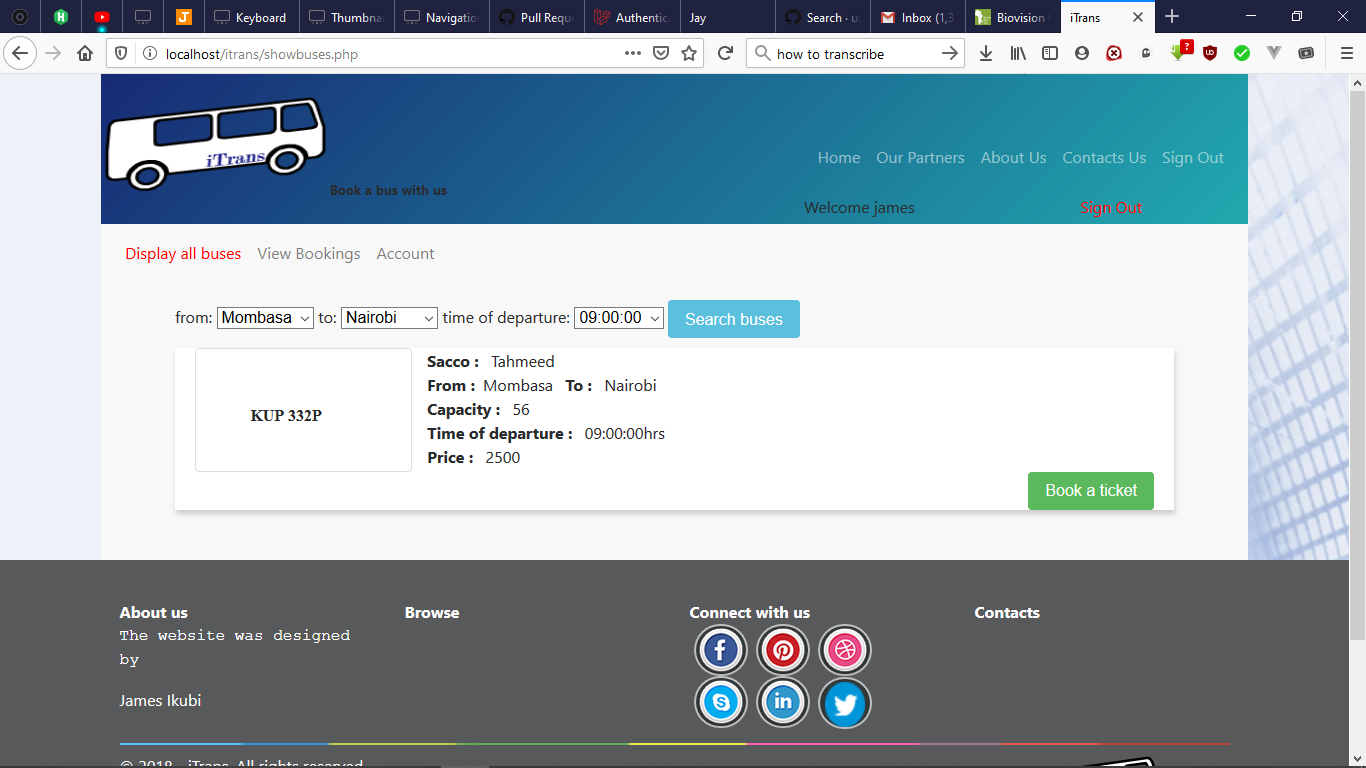 Keyboard
Thumbna
Navigatio
Pull Requ
Authentic
Jay
Search · u
Inbox (1,3
Biovision
iTrans
localhost/itrans/showbuses.php
how to transcribe
iTrans
Book a bus with us
Home Our Partners About Us Contacts Us Sign Out
Welcome james Sign Out
Display all buses View Bookings Account
from: Mombasa to: Nairobi time of departure: 09:00:00 Search buses
KUP 332P
Sacco : Tahmeed
From : Mombasa To : Nairobi
Capacity : 56
Time of departure : 09:00:00hrs
Price : 2500
Book a ticket
About us
The website was designed
by
James Ikubi
Browse
Connect with us
Contacts
© 2018 iTrans. All rights reserved